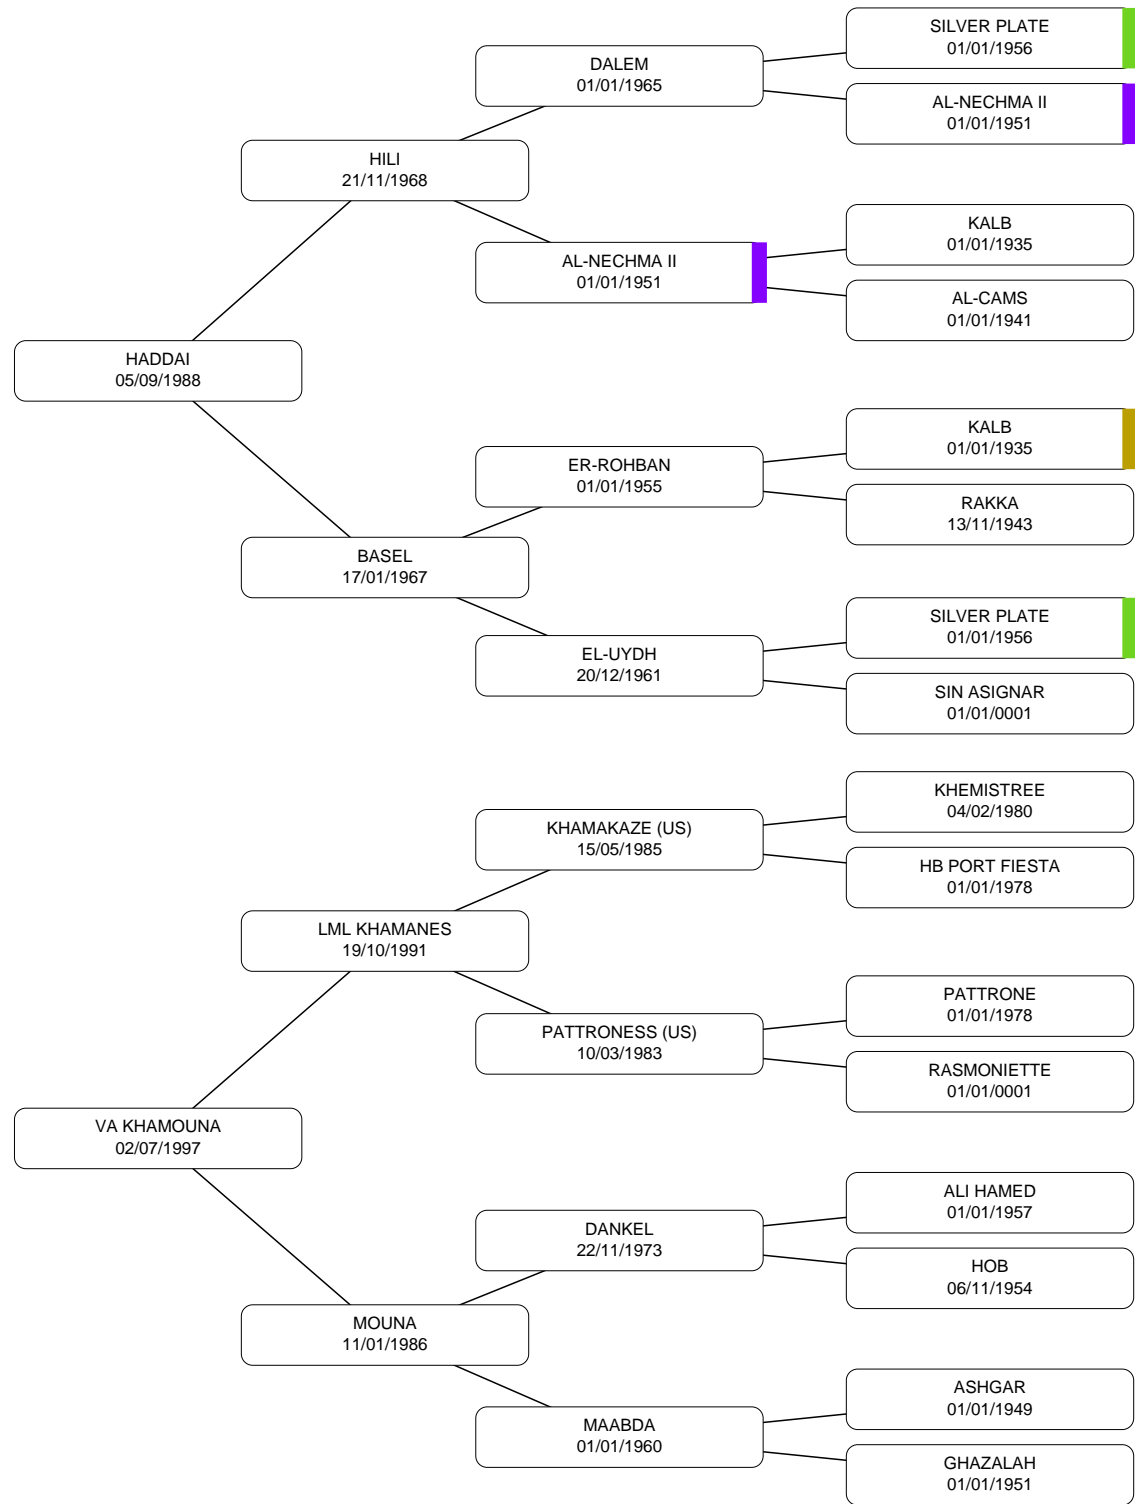 SILVER PLATE
01/01/1956
DALEM
01/01/1965
AL-NECHMA II
01/01/1951
HILI
21/11/1968
KALB
01/01/1935
AL-NECHMA II
01/01/1951
AL-CAMS
01/01/1941
HADDAI
05/09/1988
KALB
01/01/1935
ER-ROHBAN
01/01/1955
RAKKA
13/11/1943
BASEL
17/01/1967
SILVER PLATE
01/01/1956
EL-UYDH
20/12/1961
SIN ASIGNAR
01/01/0001
KHEMISTREE
04/02/1980
KHAMAKAZE (US)
15/05/1985
HB PORT FIESTA
01/01/1978
LML KHAMANES
19/10/1991
PATTRONE
01/01/1978
PATTRONESS (US)
10/03/1983
RASMONIETTE
01/01/0001
VA KHAMOUNA
02/07/1997
ALI HAMED
01/01/1957
DANKEL
22/11/1973
HOB
06/11/1954
MOUNA
11/01/1986
ASHGAR
01/01/1949
MAABDA
01/01/1960
GHAZALAH
01/01/1951